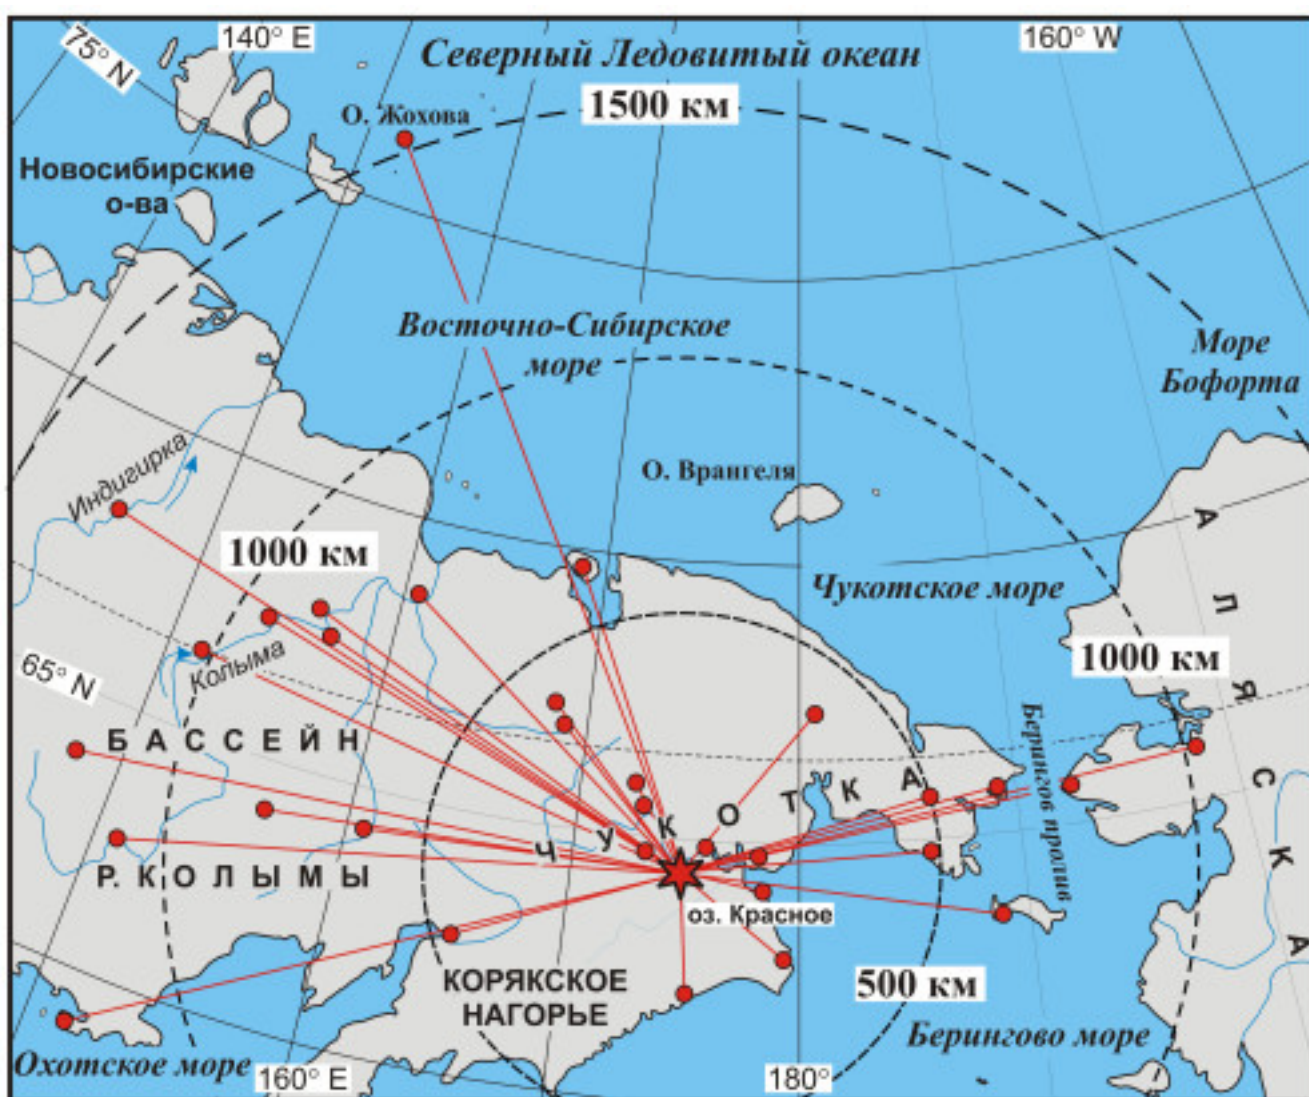 75° N
140° E
160° W
Северный Ледовитый океан
1500 км
О. Жохова
Новосибирские
о-ва
Восточно-Сибирское
море
Море
Бофорта
О. Врангеля
Индигирка
1000 км
Чукотское море
АЛЯСКА
1000 км
Колыма
65° N
Берингов пролив
БАССЕЙН
Р. КОЛЫМЫ
ЧУКОТКА
оз. Красное
КОРЯКСКОЕ
НАГОРЬЕ
500 км
Берингово море
Охотское море
160° E
180°